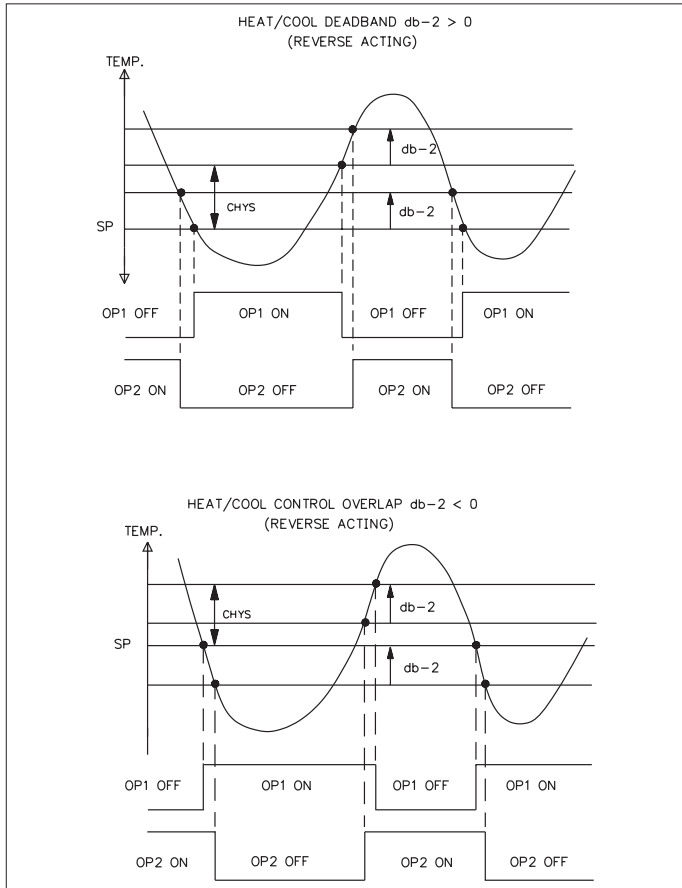 HEAT/COOL DEADBAND db-2 > 0
(REVERSE ACTING)
TEMP.
db-2
CHYS
db-2
SP
OP1 OFF
OP1 ON
OP1 OFF
OP1 ON
OP2 ON
OP2 OFF
OP2 ON
OP2 OFF
HEAT/COOL CONTROL OVERLAP db-2 < 0
(REVERSE ACTING)
TEMP.
CHYS
db-2
SP
db-2
OP1 OFF
OP1 ON
OP1 OFF
OP1 ON
OP2 ON
OP2 OFF
OP2 ON
OP2 OFF